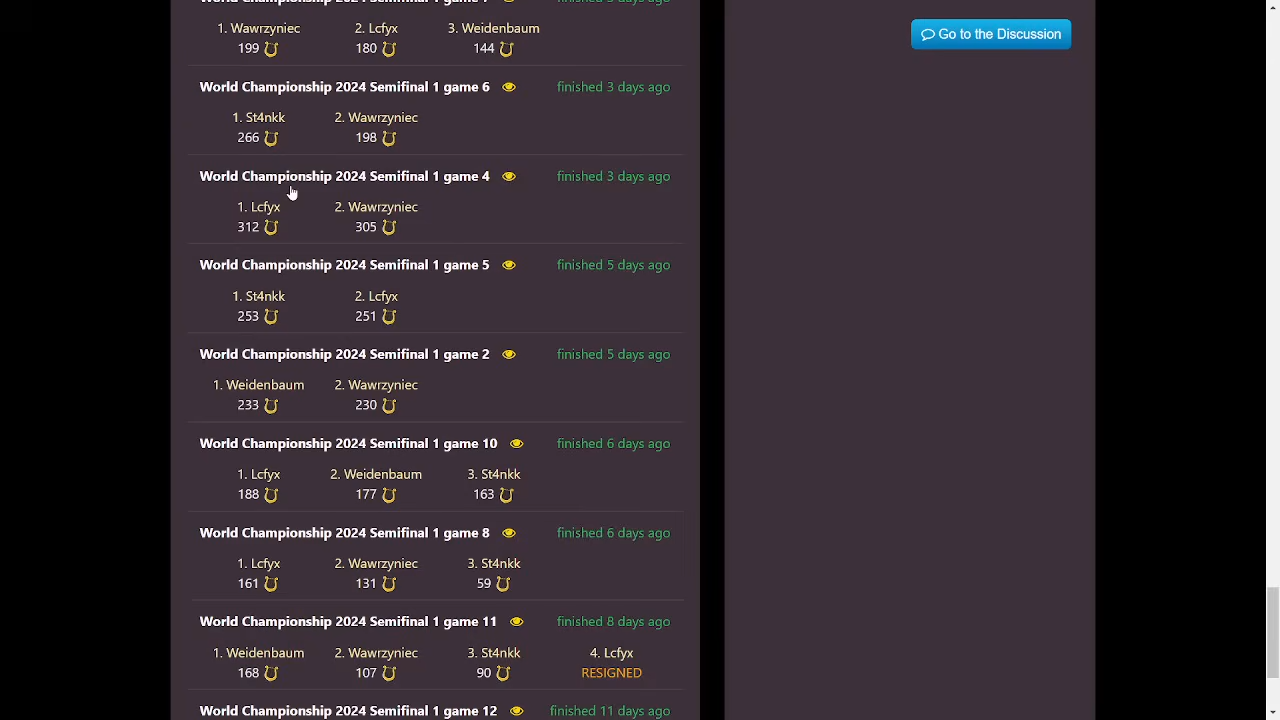 World Championship 2024 Semifinal 1 game 7
1. Wawrzyniec 2. Lcfyx 3. Weidenbaum
199 180 144
Go to the Discussion
World Championship 2024 Semifinal 1 game 6 finished 3 days ago
1. St4nkk 2. Wawrzyniec
266 198
World Championship 2024 Semifinal 1 game 4 finished 3 days ago
1. Lcfyx 2. Wawrzyniec
312 305
World Championship 2024 Semifinal 1 game 5 finished 5 days ago
1. St4nkk 2. Lcfyx
253 251
World Championship 2024 Semifinal 1 game 2 finished 5 days ago
1. Weidenbaum 2. Wawrzyniec
233 230
World Championship 2024 Semifinal 1 game 10 finished 6 days ago
1. Lcfyx 2. Weidenbaum 3. St4nkk
188 177 163
World Championship 2024 Semifinal 1 game 8 finished 6 days ago
1. Lcfyx 2. Wawrzyniec 3. St4nkk
161 131 59
World Championship 2024 Semifinal 1 game 11 finished 8 days ago
1. Weidenbaum 2. Wawrzyniec 3. St4nkk 4. Lcfyx
168 107 90 RESIGNED
World Championship 2024 Semifinal 1 game 12 finished 11 days ago